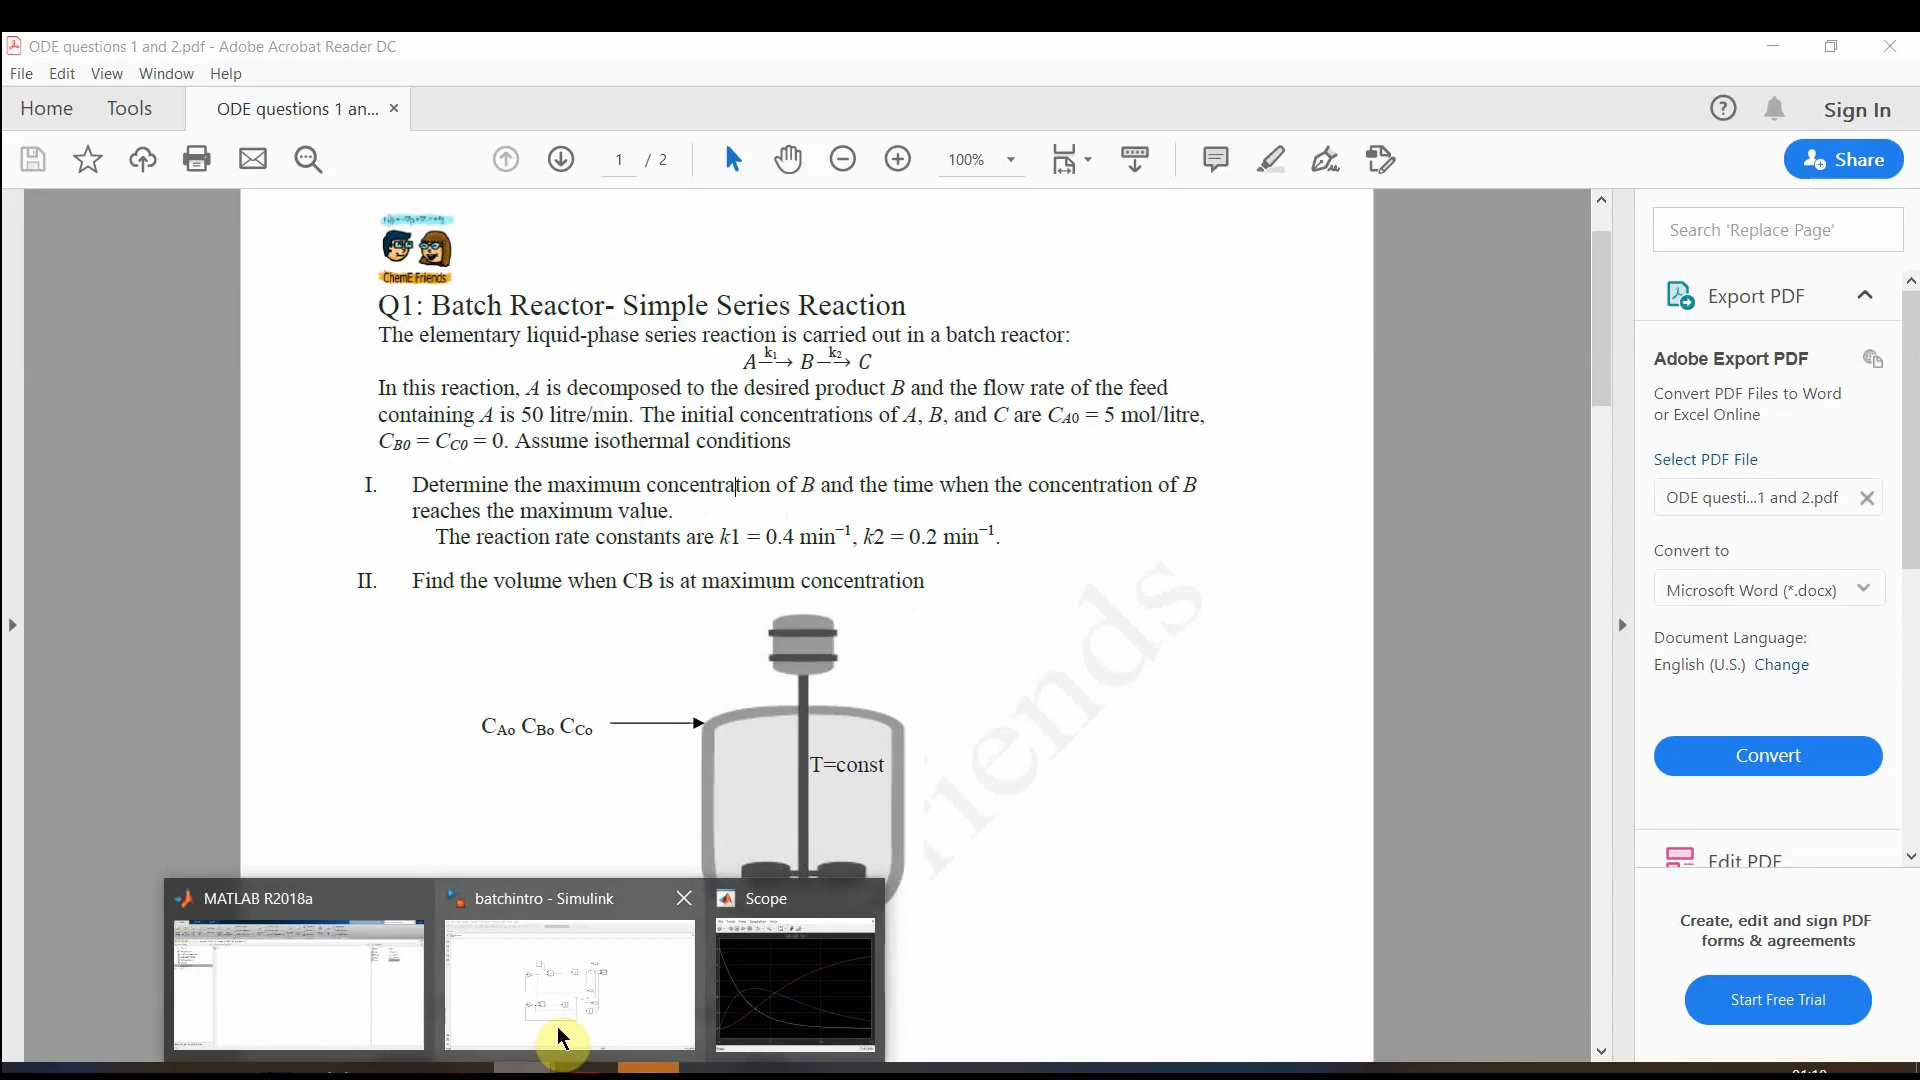 ODE questions 1 and 2.pdf - Adobe Acrobat Reader DC
File Edit View Window Help
Home Tools ODE questions 1 an... × Sign In
1 / 2 100% Share
ChemE Friends
Q1: Batch Reactor- Simple Series Reaction
The elementary liquid-phase series reaction is carried out in a batch reactor:
A —k₁→ B —k₂→ C
In this reaction, A is decomposed to the desired product B and the flow rate of the feed
containing A is 50 litre/min. The initial concentrations of A, B, and C are CA0 = 5 mol/litre,
CB0 = CC0 = 0. Assume isothermal conditions
I. Determine the maximum concentration of B and the time when the concentration of B
reaches the maximum value.
The reaction rate constants are k1 = 0.4 min⁻¹, k2 = 0.2 min⁻¹.
II. Find the volume when CB is at maximum concentration
CAo CBo CCo
T=const
iends
MATLAB R2018a
batchintro - Simulink
Scope
Search 'Replace Page'
Export PDF
Adobe Export PDF
Convert PDF Files to Word
or Excel Online
Select PDF File
ODE questi...1 and 2.pdf
Convert to
Microsoft Word (*.docx)
Document Language:
English (U.S.) Change
Convert
Edit PDF
Create, edit and sign PDF
forms & agreements
Start Free Trial